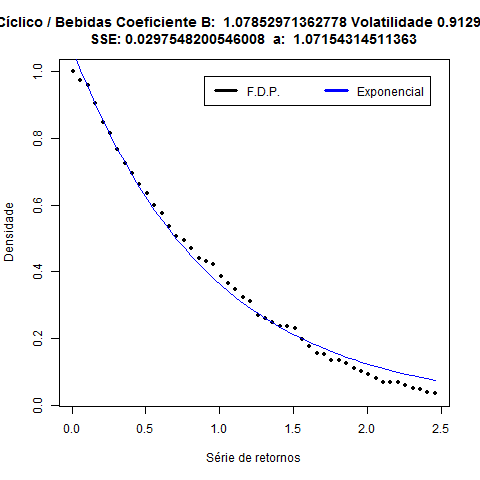 Cíclico / Bebidas Coeficiente B: 1.07852971362778 Volatilidade 0.9129
SSE: 0.0297548200546008 a: 1.07154314511363
F.D.P.
Exponencial
1.0
0.8
0.6
0.4
0.2
0.0
Densidade
0.0 0.5 1.0 1.5 2.0 2.5
Série de retornos